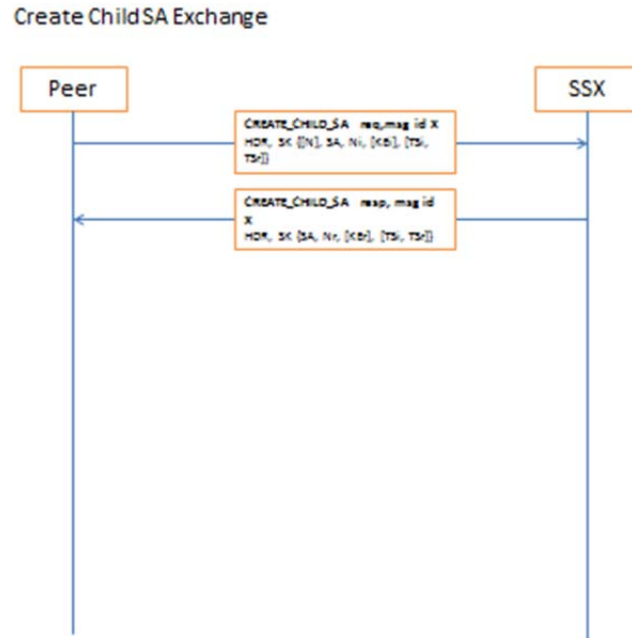 Create Child SA Exchange
Peer
SSX
CREATE_CHILD_SA req,msg id X
HDR, SK {[N], SA, Ni, [KEi], [TSi,
TSr]}
CREATE_CHILD_SA resp, msg id
X
HDR, SK {SA, Nr, [KEr], [TSi, TSr]}